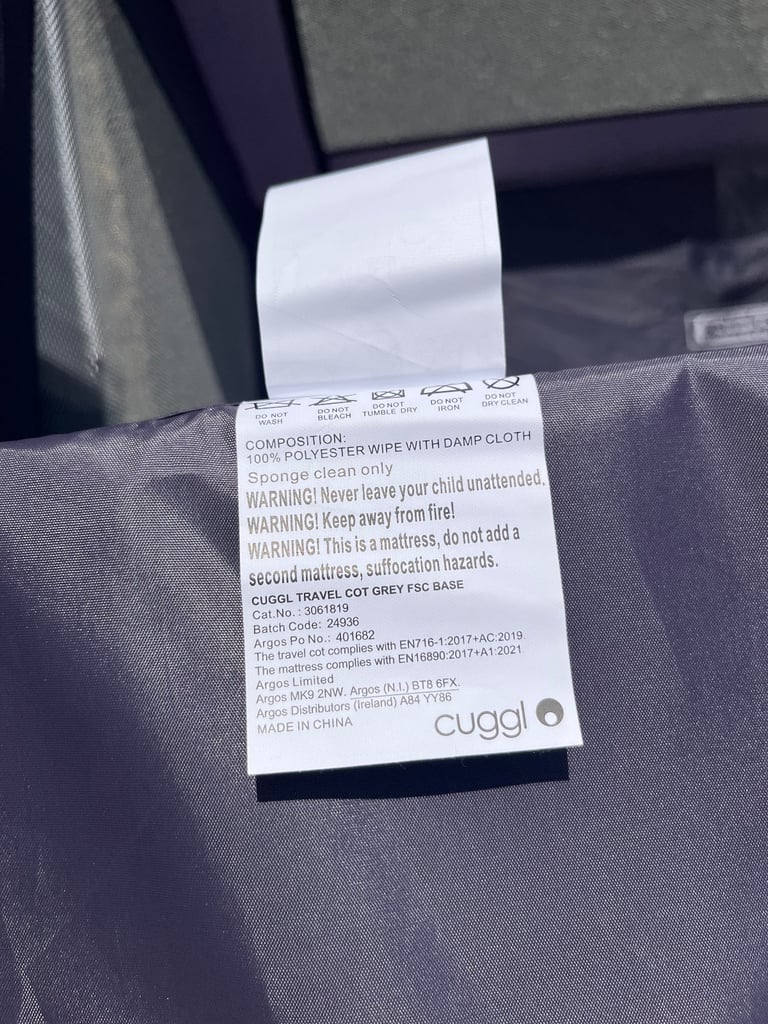 DO NOT WASH
DO NOT BLEACH
DO NOT TUMBLE DRY
DO NOT IRON
DO NOT DRY CLEAN
COMPOSITION:
100% POLYESTER WIPE WITH DAMP CLOTH
Sponge clean only
WARNING! Never leave your child unattended.
WARNING! Keep away from fire!
WARNING! This is a mattress, do not add a
second mattress, suffocation hazards.
CUGGL TRAVEL COT GREY FSC BASE
Cat.No.: 3061819
Batch Code: 24936
Argos Po No.: 401682
The travel cot complies with EN716-1:2017+AC:2019.
The mattress complies with EN16890:2017+A1:2021.
Argos Limited
Argos MK9 2NW. Argos (N.I.) BT8 6FX.
Argos Distributors (Ireland) A84 YY86
MADE IN CHINA
cuggl